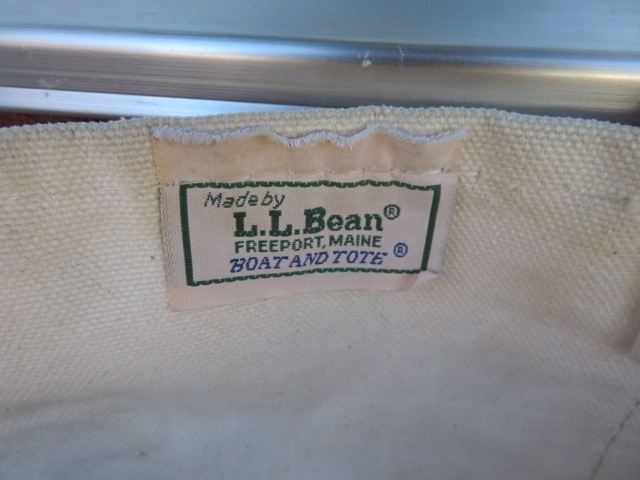 Made by
L.L.Bean®
FREEPORT, MAINE
BOAT AND TOTE ®